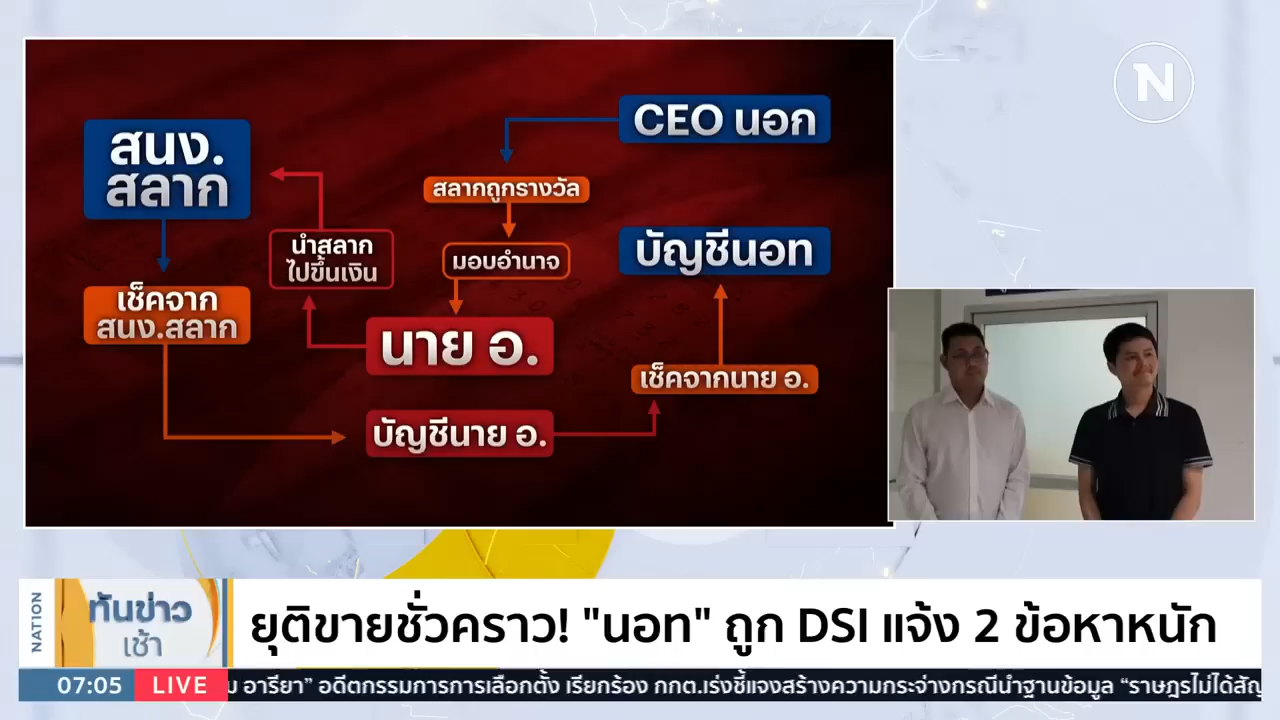 N
CEO นอก
สนง.
สลาก
สลากถูกรางวัล
นำสลาก
ไปขึ้นเงิน
มอบอำนาจ
บัญชีนอท
เช็คจาก
สนง.สลาก
นาย อ.
เช็คจากนาย อ.
บัญชีนาย อ.
NATION
ทันข่าว
เช้า
ยุติขายชั่วคราว! "นอท" ถูก DSI แจ้ง 2 ข้อหาหนัก
07:05 LIVE อารียา” อดีตกรรมการการเลือกตั้ง เรียกร้อง กกต.เร่งชี้แจงสร้างความกระจ่างกรณีนำฐานข้อมูล “ราษฎรไม่ได้สัญ